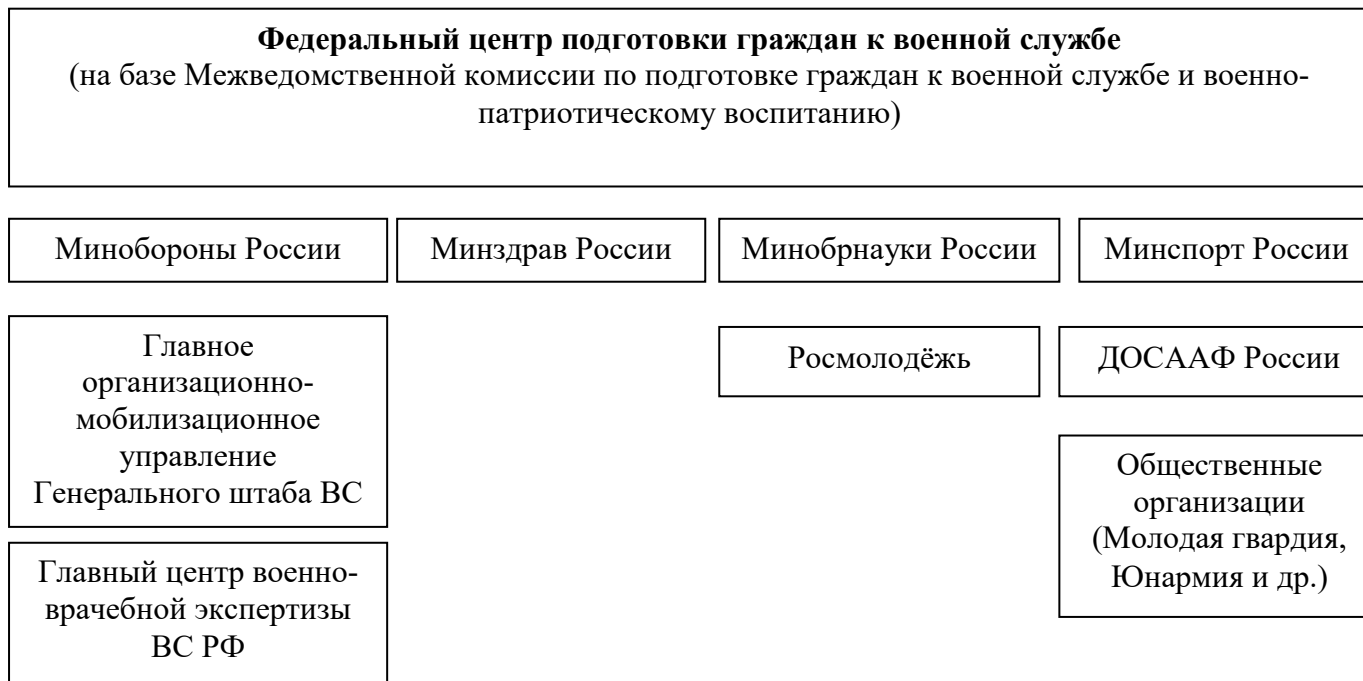 Федеральный центр подготовки граждан к военной службе
(на базе Межведомственной комиссии по подготовке граждан к военной службе и военно-
патриотическому воспитанию)
Минобороны России
Минздрав России
Минобрнауки России
Минспорт России
Главное
организационно-
мобилизационное
управление
Генерального штаба ВС
Росмолодёжь
ДОСААФ России
Общественные
организации
(Молодая гвардия,
Юнармия и др.)
Главный центр военно-
врачебной экспертизы
ВС РФ